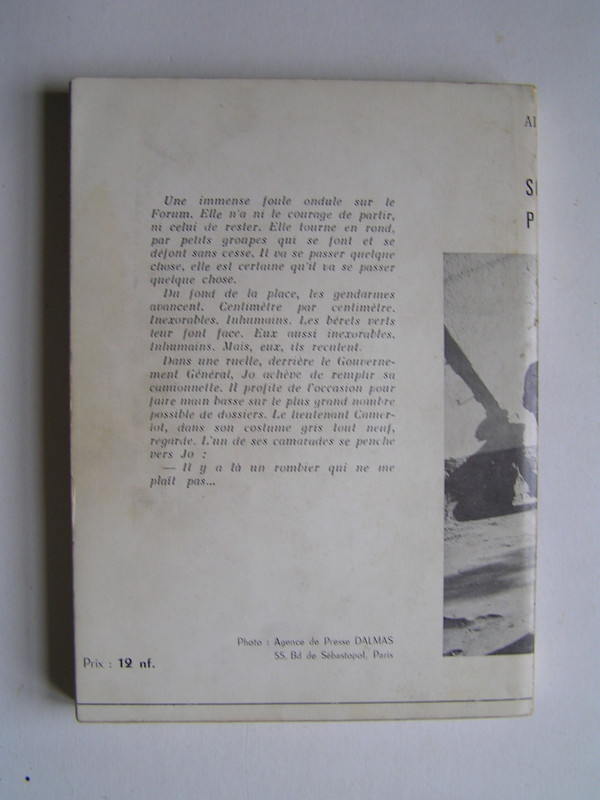 Une immense foule ondule sur le
Forum. Elle n'a ni le courage de partir,
ni celui de rester. Elle tourne en rond,
par petits groupes qui se font et se
défont sans cesse. Il va se passer quelque
chose, elle est certaine qu'il va se passer
quelque chose.
Du fond de la place, les gendarmes
avancent. Centimètre par centimètre.
Inexorables. Inhumains. Les bérets verts
leur font face. Eux aussi inexorables.
Inhumains. Mais, eux, ils reculent.
Dans une ruelle, derrière le Gouverne-
ment Général, Jo achève de remplir sa
camionnette. Il profite de l'occasion pour
faire main basse sur le plus grand nombre
possible de dossiers. Le lieutenant Camer-
lot, dans son costume gris tout neuf,
regarde. L'un de ses camarades se penche
vers Jo :
— Il y a là un rombier qui ne me
plaît pas...
Photo : Agence de Presse DALMAS
55, Bd de Sébastopol, Paris
Prix : 12 nf.